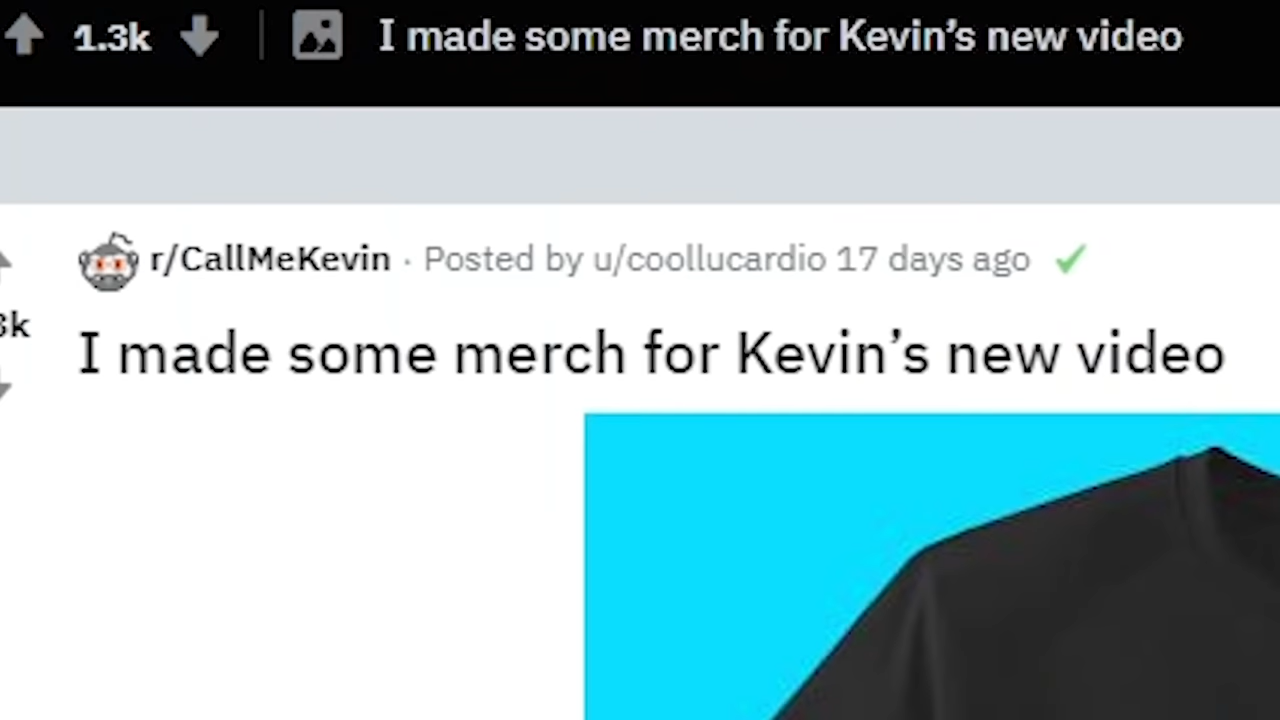 1.3k I made some merch for Kevin’s new video
r/CallMeKevin · Posted by u/coollucardio 17 days ago
3k
I made some merch for Kevin’s new video